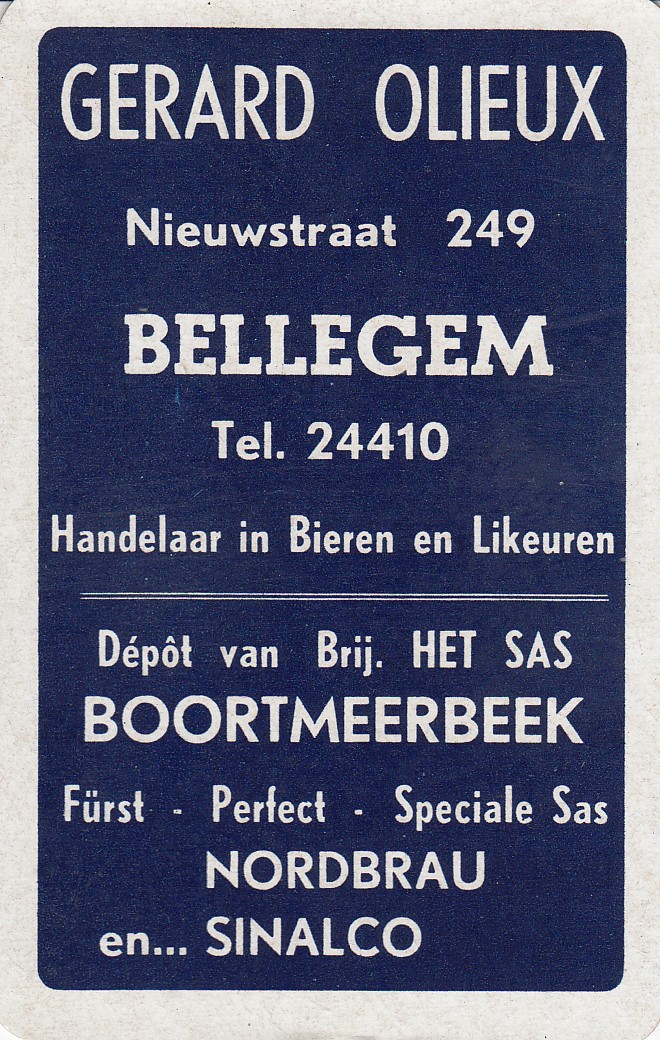 GERARD OLIEUX
Nieuwstraat 249
BELLEGEM
Tel. 24410
Handelaar in Bieren en Likeuren
Dépôt van Brij. HET SAS
BOORTMEERBEEK
Fürst - Perfect - Speciale Sas
NORDBRAU
en... SINALCO